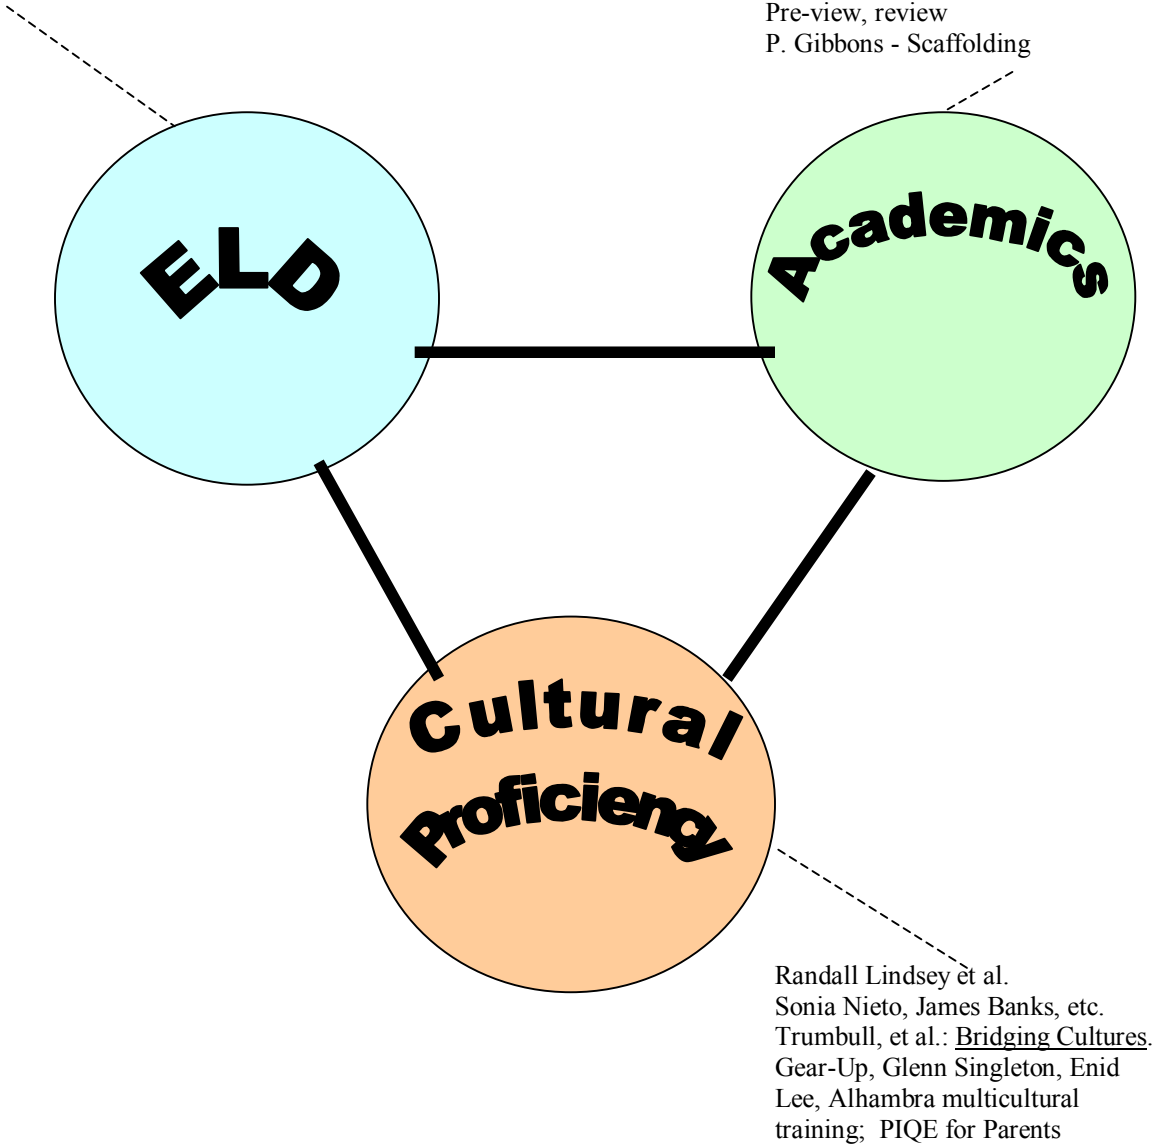 Pre-view, review
P. Gibbons - Scaffolding
ELD
Academics
Cultural
Proficiency
Randall Lindsey et al.
Sonia Nieto, James Banks, etc.
Trumbull, et al.: Bridging Cultures.
Gear-Up, Glenn Singleton, Enid
Lee, Alhambra multicultural
training;  PIQE for Parents